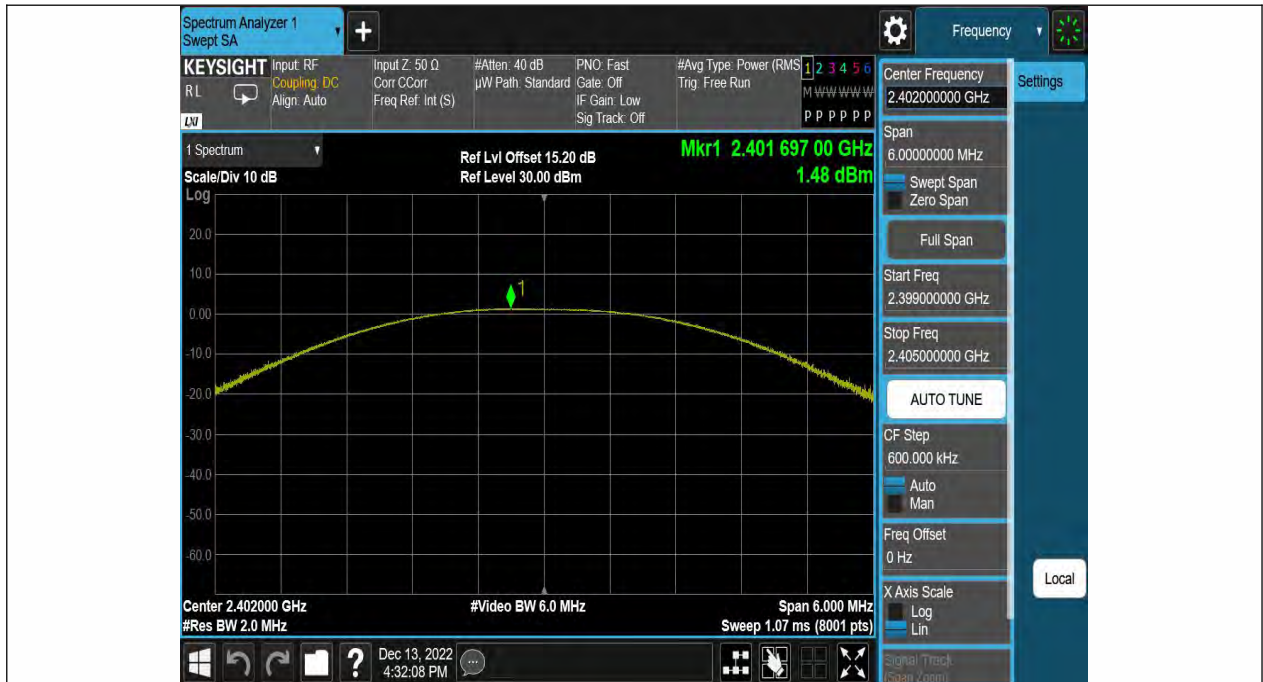 Spectrum Analyzer 1
Swept SA
+
Frequency
KEYSIGHT
R L
LXI
Input: RF
Coupling: DC
Align: Auto
Input Z: 50 Ω
Corr CCorr
Freq Ref: Int (S)
#Atten: 40 dB
µW Path: Standard
PNO: Fast
Gate: Off
IF Gain: Low
Sig Track: Off
#Avg Type: Power (RMS
Trig: Free Run
1 2 3 4 5 6
M W W W W W
P P P P P P
1 Spectrum
Scale/Div 10 dB
Log
Ref Lvl Offset 15.20 dB
Ref Level 30.00 dBm
Mkr1 2.401 697 00 GHz
1.48 dBm
20.0
10.0
0.00
-10.0
-20.0
-30.0
-40.0
-50.0
-60.0
1
Center 2.402000 GHz
#Res BW 2.0 MHz
#Video BW 6.0 MHz
Span 6.000 MHz
Sweep 1.07 ms (8001 pts)
?
Dec 13, 2022
4:32:08 PM
Center Frequency
2.402000000 GHz
Span
6.00000000 MHz
Swept Span
Zero Span
Full Span
Start Freq
2.399000000 GHz
Stop Freq
2.405000000 GHz
AUTO TUNE
CF Step
600.000 kHz
Auto
Man
Freq Offset
0 Hz
X Axis Scale
Log
Lin
Signal Track
(Span Zoom)
Settings
Local